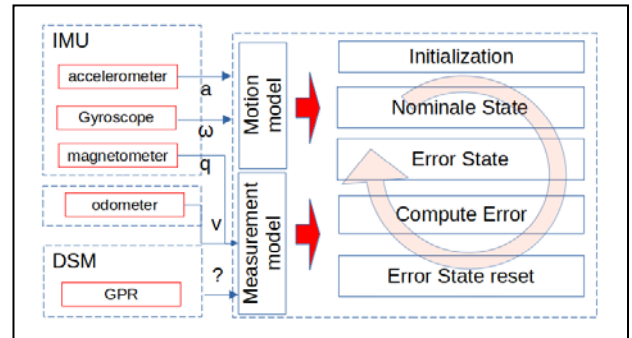 IMU
accelerometer
a
Gyroscope
ω
magnetometer
q
odometer
v
DSM
?
GPR
Motion
model
Measurement
model
Initialization
Nominale State
Error State
Compute Error
Error State reset